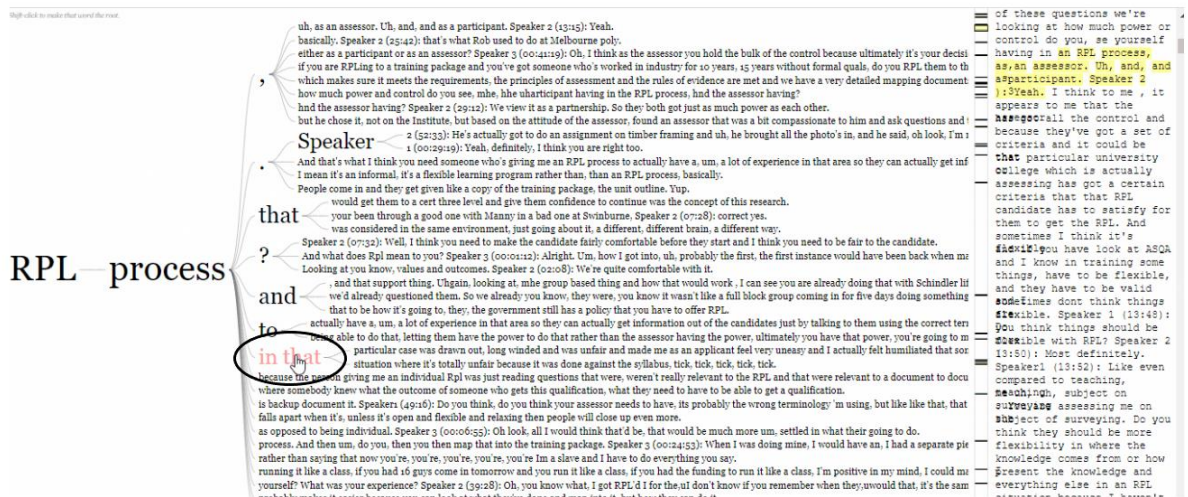 Shift-click to make that word the root.
RPL process
,
uh, as an assessor. Uh, and, and as a participant. Speaker 2 (13:15): Yeah.
basically. Speaker 2 (25:42): that's what Rob used to do at Melbourne poly.
either as a participant or as an assessor? Speaker 3 (00:41:19): Oh, I think as the assessor you hold the bulk of the control because ultimately it's your decisi
if you are RPLing to a training package and you've got someone who's worked in industry for 10 years, 15 years without formal quals, do you RPL them to th
which makes sure it meets the requirements, the principles of assessment and the rules of evidence are met and we have a very detailed mapping document
how much power and control do you see, mhe, hhe uharticipant having in the RPL process, hnd the assessor having?
hnd the assessor having? Speaker 2 (29:12): We view it as a partnership. So they both got just as much power as each other.
but he chose it, not on the Institute, but based on the attitude of the assessor, found an assessor that was a bit compassionate to him and ask questions and
.
Speaker
2 (52:33): He's actually got to do an assignment on timber framing and uh, he brought all the photo's in, and he said, oh look, I'm
1 (00:29:19): Yeah, definitely, I think you are right too.
And that's what I think you need someone who's giving me an RPL process to actually have a, um, a lot of experience in that area so they can actually get inf
I mean it's an informal, it's a flexible learning program rather than, than an RPL process, basically.
People come in and they get given like a copy of the training package, the unit outline. Yup.
that
would get them to a cert three level and give them confidence to continue was the concept of this research.
your been through a good one with Manny in a bad one at Swinburne, Speaker 2 (07:28): correct yes.
was considered in the same environment, just going about it, a different, different brain, a different way.
?
Speaker 2 (07:32): Well, I think you need to make the candidate fairly comfortable before they start and I think you need to be fair to the candidate.
And what does Rpl mean to you? Speaker 3 (00:01:12): Alright. Um, how I got into, uh, probably the first, the first instance would have been back when ma
Looking at you know, values and outcomes. Speaker 2 (02:08): We're quite comfortable with it.
and
, and that support thing. Uhgain, looking at, mhe group based thing and how that would work , I can see you are already doing that with Schindler lif
we'd already questioned them. So we already you know, they were, you know it wasn't like a full block group coming in for five days doing something
that to be how it's going to, they, the government still has a policy that you have to offer RPL.
to
actually have a, um, a lot of experience in that area so they can actually get information out of the candidates just by talking to them using the correct tern
being able to do that, letting them have the power to do that rather than the assessor having the power, ultimately you have that power, you're going to m
in that
particular case was drawn out, long winded and was unfair and made me as an applicant feel very uneasy and I actually felt humiliated that sor
situation where it's totally unfair because it was done against the syllabus, tick, tick, tick, tick, tick.
because the person giving me an individual Rpl was just reading questions that were, weren't really relevant to the RPL and that were relevant to a document to docu
where somebody knew what the outcome of someone who gets this qualification, what they need to have to be able to get a qualification.
is backup document it. Speaker1 (49:16): Do you think, do you think your assessor needs to have, its probably the wrong terminology 'm using, but like like that, that
falls apart when it's, unless it's open and flexible and relaxing then people will close up even more.
as opposed to being individual. Speaker 3 (00:06:55): Oh look, all I would think that'd be, that would be much more um, settled in what their going to do.
process. And then um, do you, then you then map that into the training package. Speaker 3 (00:24:53): When I was doing mine, I would have an, I had a separate pie
rather than saying that now you're, you're, you're, you're, you're Im a slave and I have to do everything you say.
running it like a class, if you had 16 guys come in tomorrow and you run it like a class, if you had the funding to run it like a class, I'm positive in my mind, I could ma
yourself? What was your experience? Speaker 2 (39:28): Oh, you know what, I got RPL'd I for the,uI don't know if you remember when they,uwould that, it's the sam
of these questions we're
looking at how much power or
control do you, se yourself
having in an RPL process,
as,an assessor. Uh, and, and
asparticipant. Speaker 2
):3Yeah. I think to me , it
appears to me that the
all the control and
because they've got a set of
criteria and it could be
that particular university
college which is actually
assessing has got a certain
criteria that that RPL
candidate has to satisfy for
them to get the RPL. And
sometimes I think it's
you have look at ASQA
and I know in training some
things, have to be flexible,
and they have to be valid
dont think things
Speaker 1 (13:48):
you think things should be
with RPL? Speaker 2
13:50): Most definitely.
Speaker1 (13:52): Like even
compared to teaching,
subject on
assessing me on
subject of surveying. Do you
think they should be more
flexibility in where the
knowledge comes from or how
present the knowledge and
everything else in an RPL